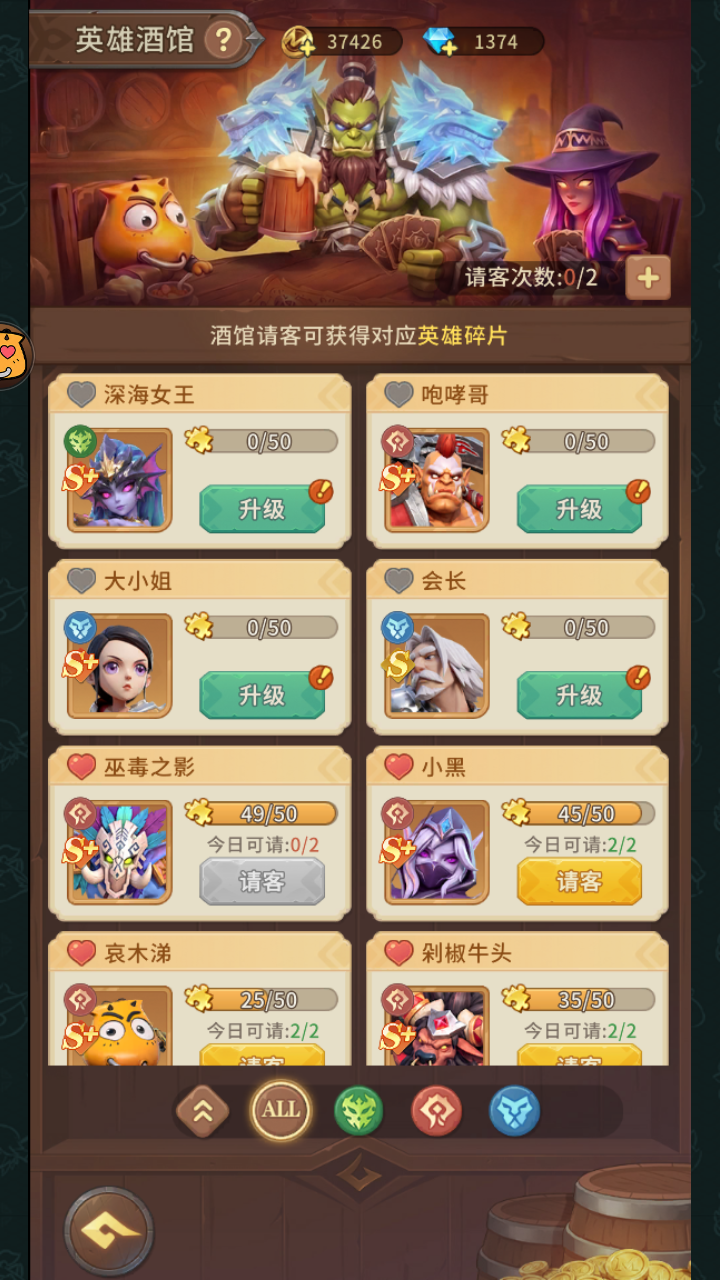 英雄酒馆 ? 37426 1374
请客次数:0/2
酒馆请客可获得对应英雄碎片
深海女王
S+ 0/50
升级
咆哮哥
S+ 0/50
升级
大小姐
S+ 0/50
升级
会长
S 0/50
升级
巫毒之影
S+ 49/50
今日可请:0/2
请客
小黑
S+ 45/50
今日可请:2/2
请客
哀木涕
S+ 25/50
今日可请:2/2
请客
剁椒牛头
S+ 35/50
今日可请:2/2
请客
ALL